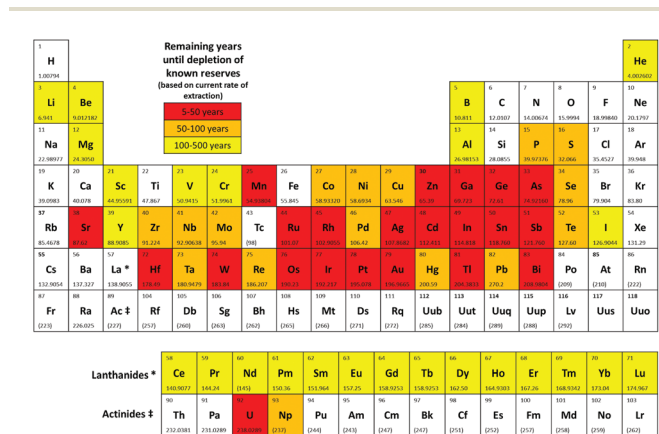 1
2
H
He
1.00794
4.002602
Remaining years
until depletion of
known reserves
(based on current rate of
extraction)
5-50 years
50-100 years
100-500 years
3 4 5 6 7 8 9 10
Li Be B C N O F Ne
6.941 9.012182 10.811 12.0107 14.00674 15.9994 18.99840 20.1797
11 12 13 14 15 16 17 18
Na Mg Al Si P S Cl Ar
22.98977 24.3050 26.98153 28.0855 30.97376 32.066 35.4527 39.948
19 20 21 22 23 24 25 26 27 28 29 30 31 32 33 34 35 36
K Ca Sc Ti V Cr Mn Fe Co Ni Cu Zn Ga Ge As Se Br Kr
39.0983 40.078 44.95591 47.867 50.9415 51.9961 55.845 58.93320 58.6934 63.546 65.39 69.723 72.61 74.92160 78.96 79.904 83.80
37 38 39 40 41 42 43 44 45 46 47 48 49 50 51 52 53 54
Rb Sr Y Zr Nb Mo Tc Ru Rh Pd Ag Cd In Sn Sb Te I Xe
85.4678 87.62 88.9085 91.224 92.90638 95.94 (98) 101.07 102.9055 106.42 107.8682 112.411 114.818 118.760 121.760 127.60 126.9044 131.29
55 56 57 72 73 74 75 76 77 78 79 80 81 82 83 84 85 86
Cs Ba La * Hf Ta W Re Os Ir Pt Au Hg Tl Pb Bi Po At Rn
132.9054 137.327 138.9055 178.49 180.9479 183.84 186.207 190.23 192.217 195.078 196.9665 200.59 204.3833 270.2 208.9804 (209) (210) (222)
87 88 89 104 105 106 107 108 109 110 111 112 113 114 115 116 117 118
Fr Ra Ac ‡ Rf Db Sg Bh Hs Mt Ds Rq Uub Uut Uuq Uup Lv Uus Uuo
(223) 226.025 (227) (257) (260) (263) (262) (265) (266) (271) (272) (285) (284) (289) (288) (292)
58 59 60 61 62 63 64 65 66 67 68 69 70 71
Lanthanides * Ce Pr Nd Pm Sm Eu Gd Tb Dy Ho Er Tm Yb Lu
140.9077 144.24 (145) 150.36 151.964 157.25 158.9253 158.9253 162.50 164.9303 167.26 168.9342 173.04 174.967
90 91 92 93 94 95 96 97 98 99 100 101 102 103
Actinides ‡ Th Pa U Np Pu Am Cm Bk Cf Es Fm Md No Lr
232.0381 231.0289 238.0289 (237) (244) (243) (247) (247) (251) (252) (257) (258) (259) (262)